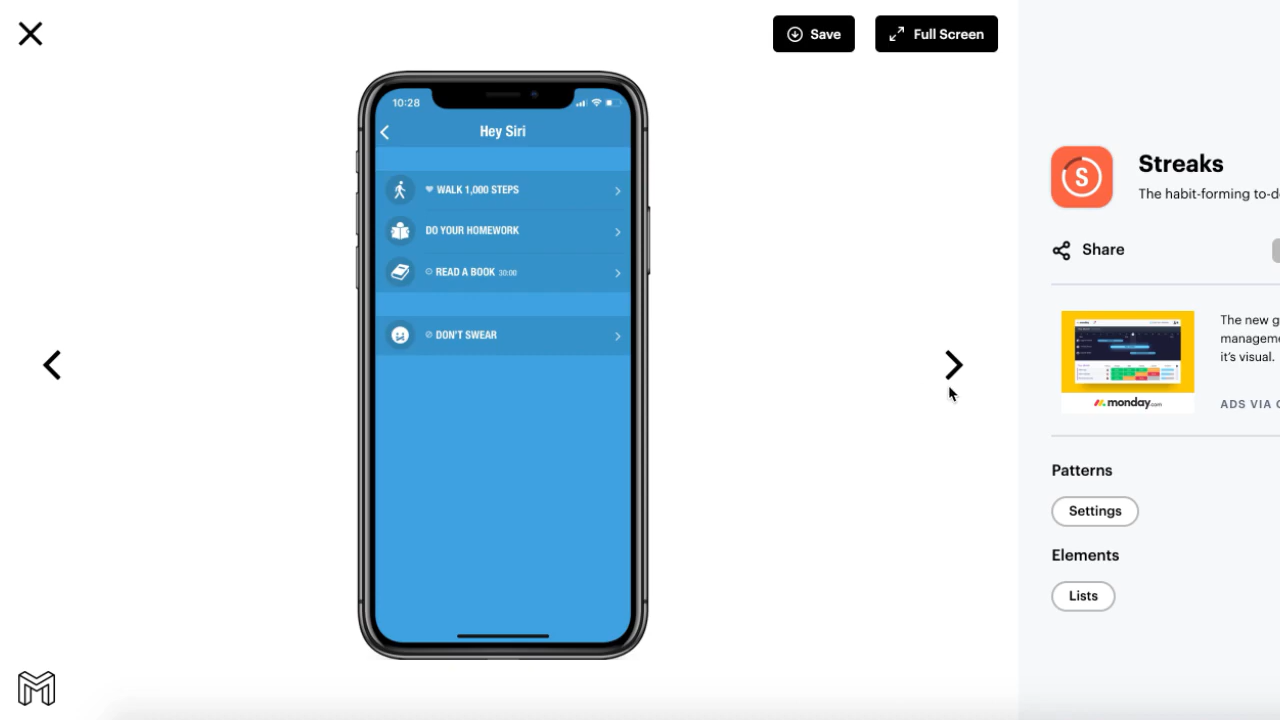 Save
Full Screen
10:28
Hey Siri
WALK 1,000 STEPS
DO YOUR HOMEWORK
READ A BOOK 30:00
DON'T SWEAR
S
Streaks
The habit-forming to-d
Share
The new g
manageme
it's visual.
monday.com
ADS VIA C
Patterns
Settings
Elements
Lists